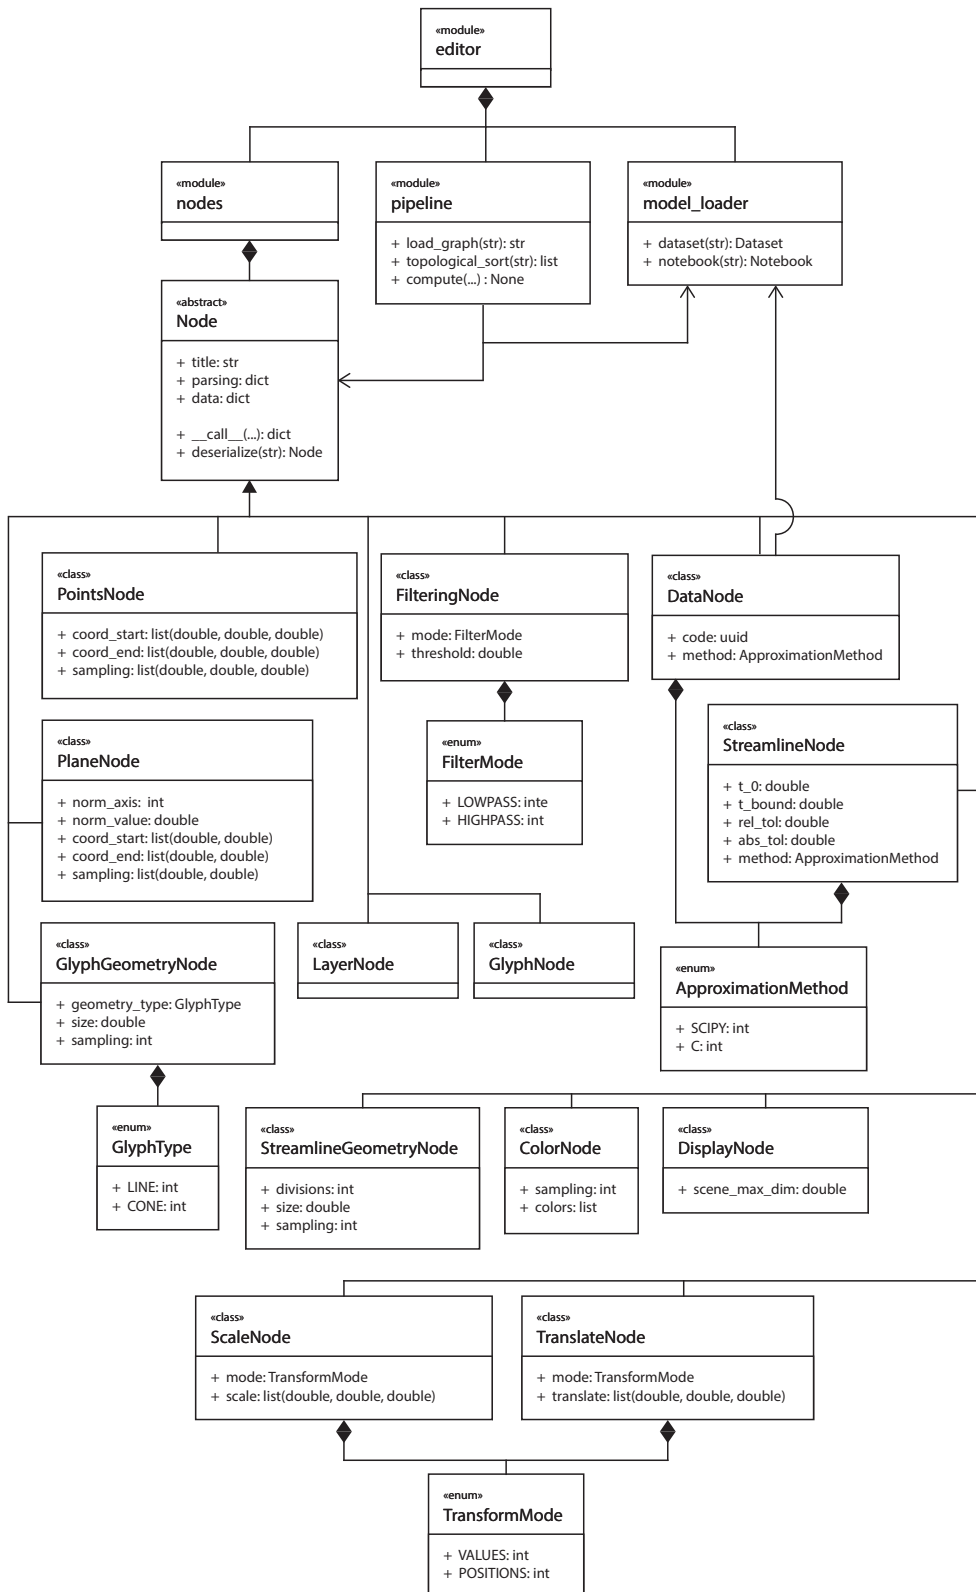 «module»
editor
«module»
nodes
«module»
pipeline
+ load_graph(str): str
+ topological_sort(str): list
+ compute(...) : None
«module»
model_loader
+ dataset(str): Dataset
+ notebook(str): Notebook
«abstract»
Node
+ title: str
+ parsing: dict
+ data: dict
+ __call__(...): dict
+ deserialize(str): Node
«class»
PointsNode
+ coord_start: list(double, double, double)
+ coord_end: list(double, double, double)
+ sampling: list(double, double, double)
«class»
FilteringNode
+ mode: FilterMode
+ threshold: double
«class»
DataNode
+ code: uuid
+ method: ApproximationMethod
«class»
PlaneNode
+ norm_axis: int
+ norm_value: double
+ coord_start: list(double, double)
+ coord_end: list(double, double)
+ sampling: list(double, double)
«enum»
FilterMode
+ LOWPASS: inte
+ HIGHPASS: int
«class»
StreamlineNode
+ t_0: double
+ t_bound: double
+ rel_tol: double
+ abs_tol: double
+ method: ApproximationMethod
«class»
GlyphGeometryNode
+ geometry_type: GlyphType
+ size: double
+ sampling: int
«class»
LayerNode
«class»
GlyphNode
«enum»
ApproximationMethod
+ SCIPY: int
+ C: int
«enum»
GlyphType
+ LINE: int
+ CONE: int
«class»
StreamlineGeometryNode
+ divisions: int
+ size: double
+ sampling: int
«class»
ColorNode
+ sampling: int
+ colors: list
«class»
DisplayNode
+ scene_max_dim: double
«class»
ScaleNode
+ mode: TransformMode
+ scale: list(double, double, double)
«class»
TranslateNode
+ mode: TransformMode
+ translate: list(double, double, double)
«enum»
TransformMode
+ VALUES: int
+ POSITIONS: int